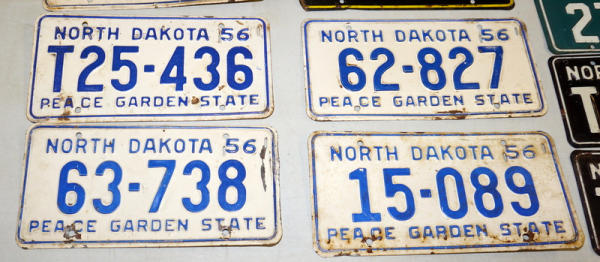 NORTH DAKOTA 56
T25-436
PEACE GARDEN STATE
NORTH DAKOTA 56
62-827
PEACE GARDEN STATE
NORTH DAKOTA 56
63-738
PEACE GARDEN STATE
NORTH DAKOTA 56
15-089
PEACE GARDEN STATE